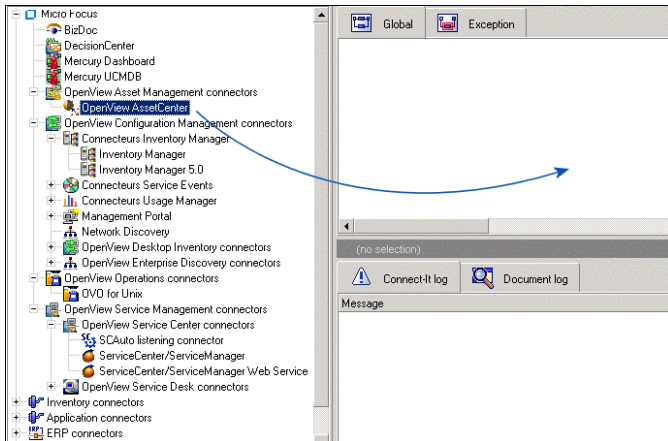 Micro Focus
BizDoc
DecisionCenter
Mercury Dashboard
Mercury UCMDB
OpenView Asset Management connectors
OpenView AssetCenter
OpenView Configuration Management connectors
Connecteurs Inventory Manager
Inventory Manager
Inventory Manager 5.0
Connecteurs Service Events
Connecteurs Usage Manager
Management Portal
Network Discovery
OpenView Desktop Inventory connectors
OpenView Enterprise Discovery connectors
OpenView Operations connectors
OVO for Unix
OpenView Service Management connectors
OpenView Service Center connectors
SCAuto listening connector
ServiceCenter/ServiceManager
ServiceCenter/ServiceManager Web Service
OpenView Service Desk connectors
Inventory connectors
Application connectors
ERP connectors
Global
Exception
(no selection)
Connect-It log
Document log
Message